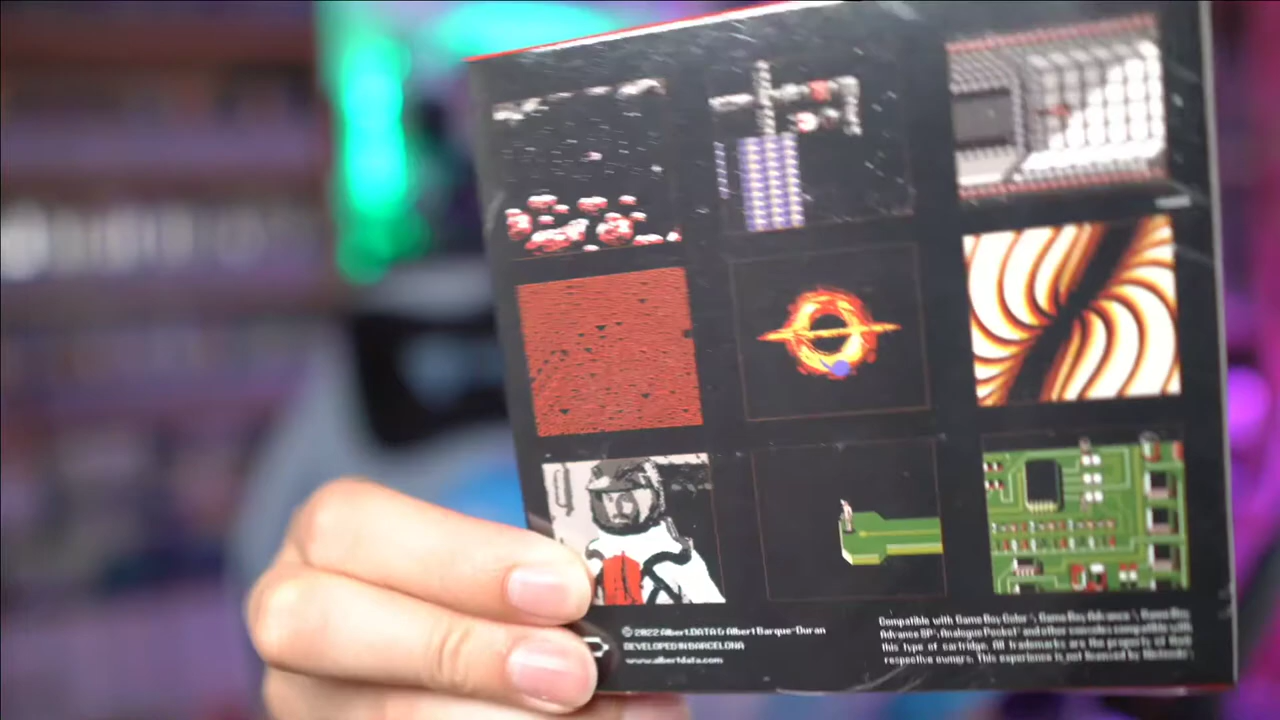 © 2022 Albert.DATA & Albert Barque-Duran
DEVELOPED IN BARCELONA
www.albertdata.com
Compatible with Game Boy Color, Game Boy Advance, Game Boy
Advance SP, Analogue Pocket and other consoles compatible with
this type of cartridge. All trademarks are the property of their
respective owners. This experience is not licensed by Nintendo